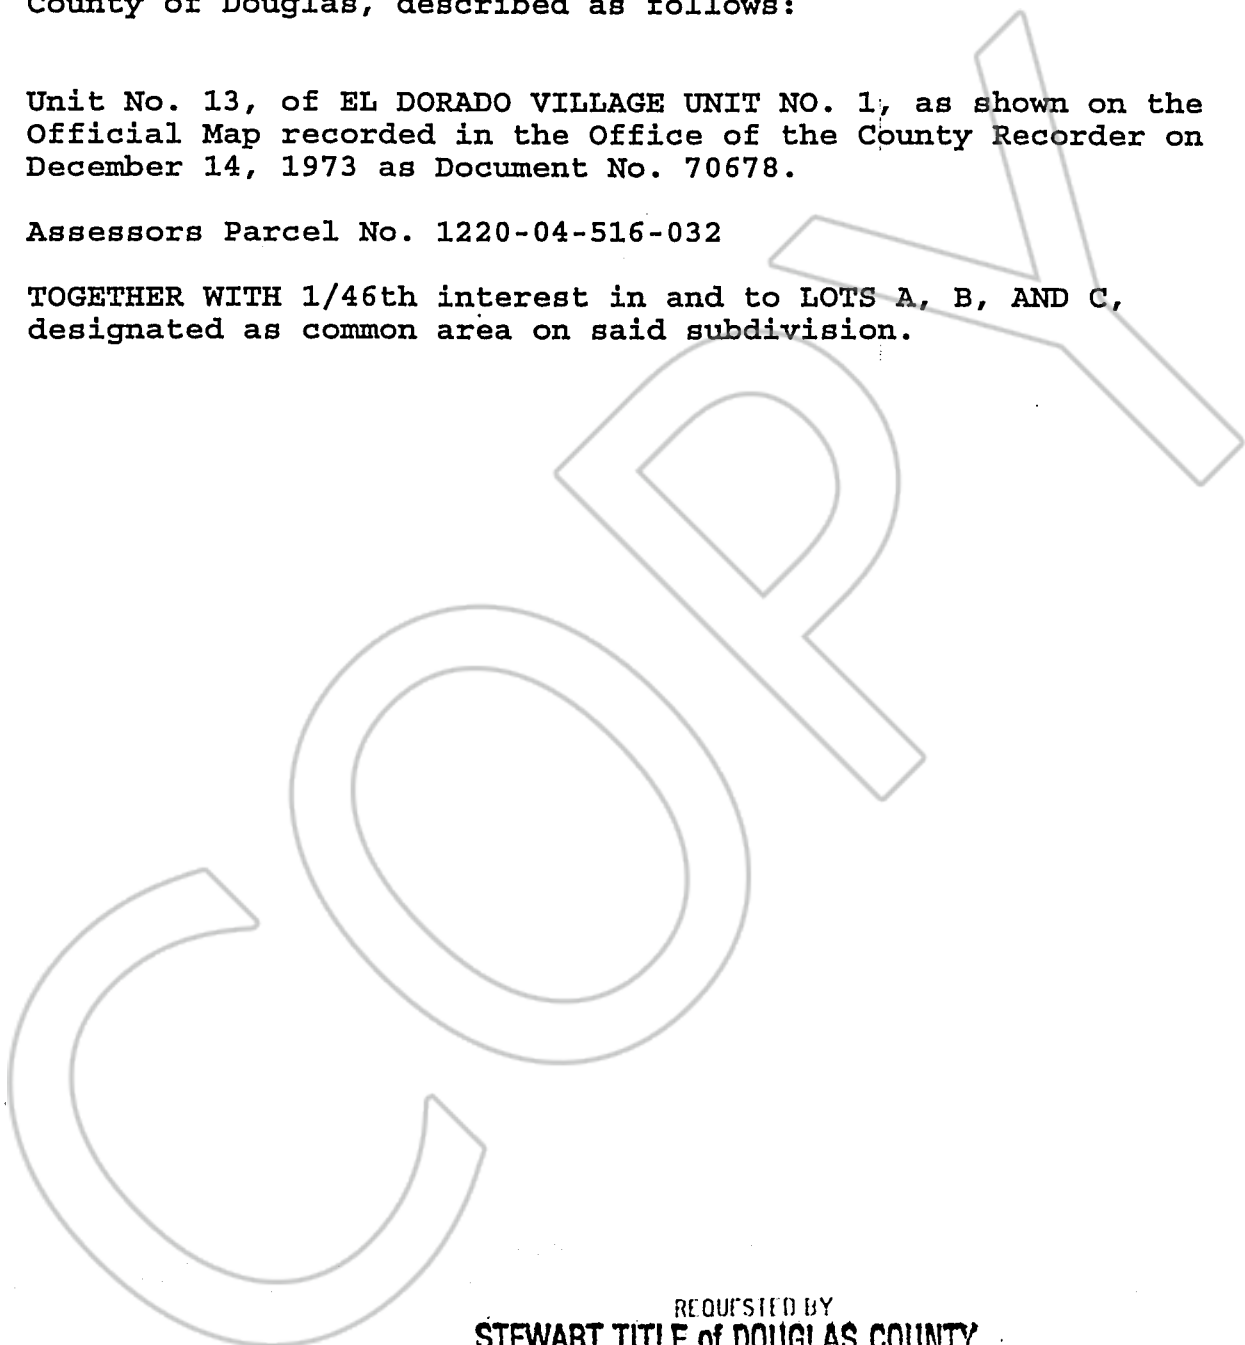 County of Douglas, described as follows:
Unit No. 13, of EL DORADO VILLAGE UNIT NO. 1, as shown on the
Official Map recorded in the Office of the County Recorder on
December 14, 1973 as Document No. 70678.
Assessors Parcel No. 1220-04-516-032
TOGETHER WITH 1/46th interest in and to LOTS A, B, AND C,
designated as common area on said subdivision.
COPY
REQUESTED BY
STEWART TITLE of DOUGLAS COUNTY